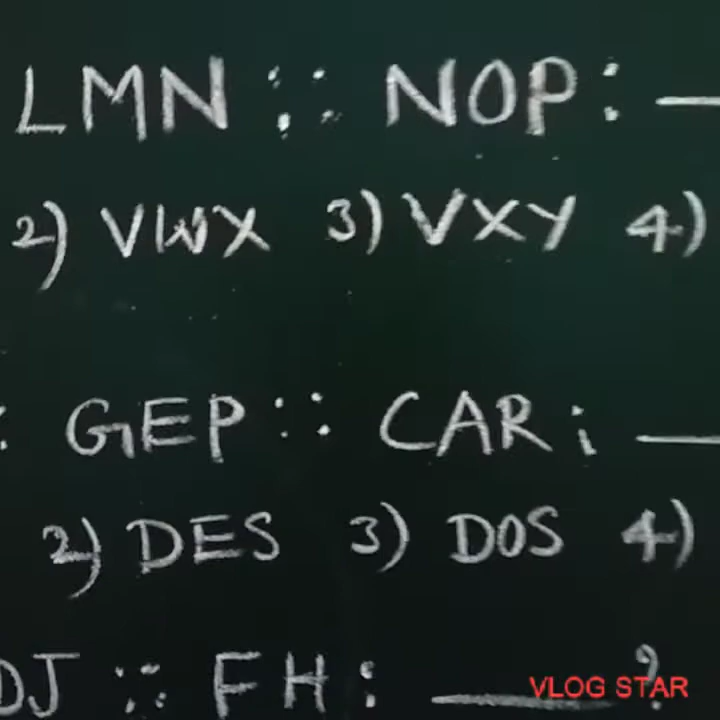 LMN :: NOP : —
2) VWX 3) VXY 4)
: GEP :: CAR : —
2) DES 3) DOS 4)
DJ :: FH : — ?
VLOG STAR